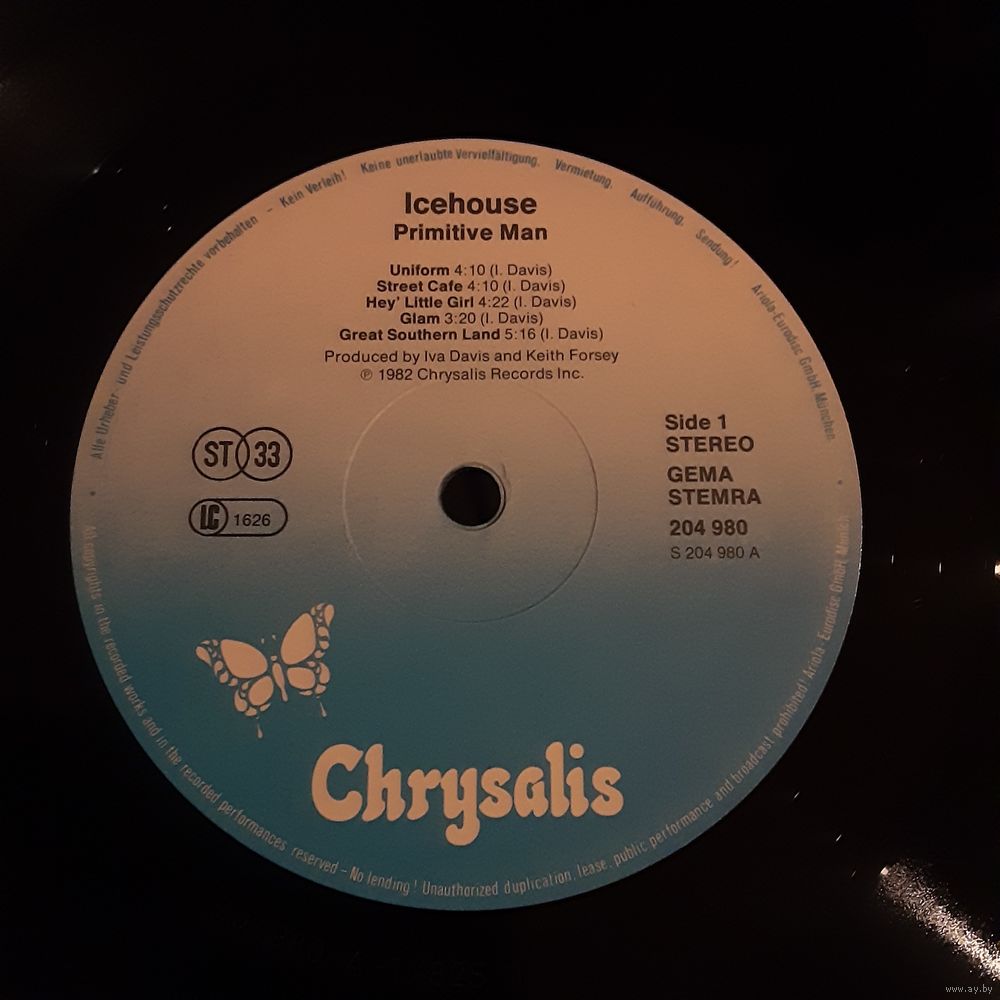 Alle Urheber- und Leistungsschutzrechte vorbehalten - Kein Verleih! Keine unerlaubte Vervielfältigung, Vermietung, Aufführung, Sendung! Ariola-Eurodisc GmbH, München.
Icehouse
Primitive Man
Uniform 4:10 (I. Davis)
Street Cafe 4:10 (I. Davis)
Hey' Little Girl 4:22 (I. Davis)
Glam 3:20 (I. Davis)
Great Southern Land 5:16 (I. Davis)
Produced by Iva Davis and Keith Forsey
℗ 1982 Chrysalis Records Inc.
ST 33
LC 1626
Side 1
STEREO
GEMA
STEMRA
204 980
S 204 980 A
Chrysalis
All copyrights in the recorded works and in the recorded performances reserved - No lending! Unauthorized duplication, lease, public performance and broadcast prohibited! Ariola-Eurodisc GmbH Munich
www.ay.by